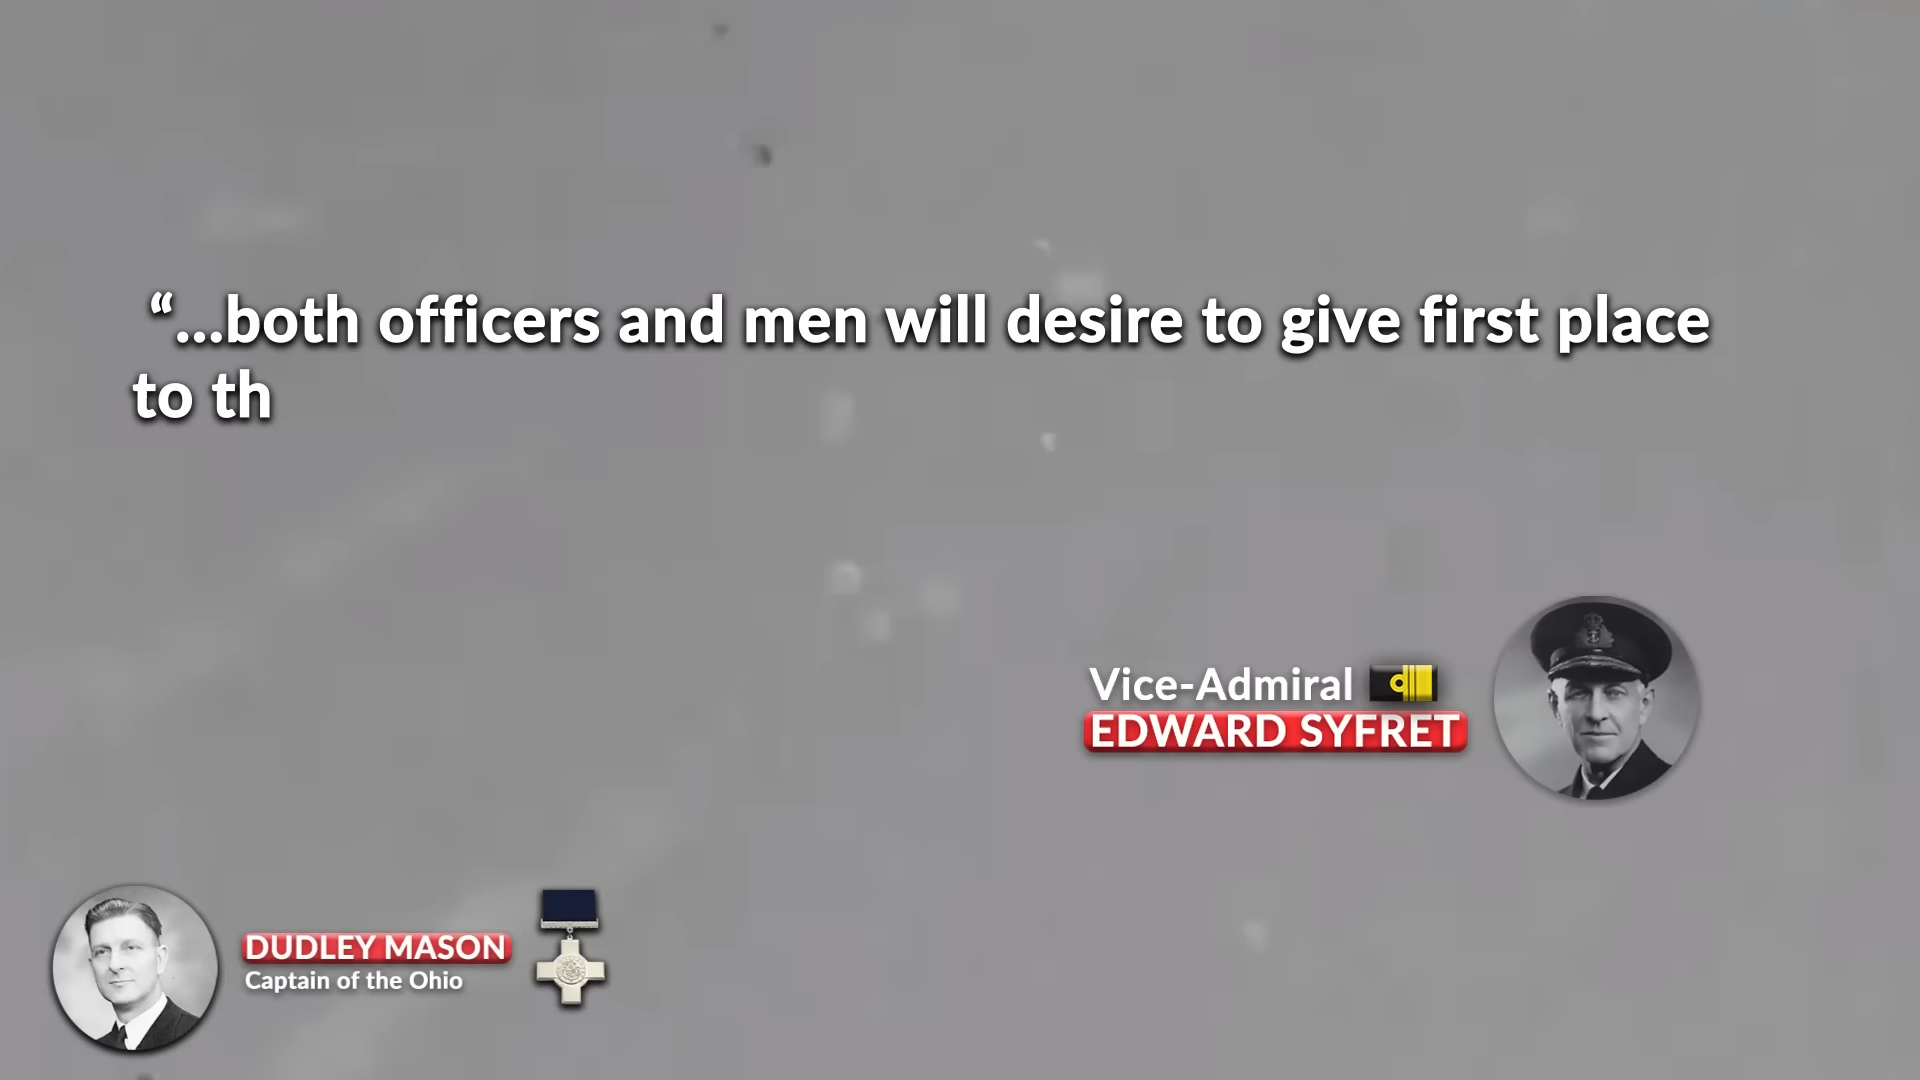 “...both officers and men will desire to give first place
to th
Vice-Admiral
EDWARD SYFRET
DUDLEY MASON
Captain of the Ohio